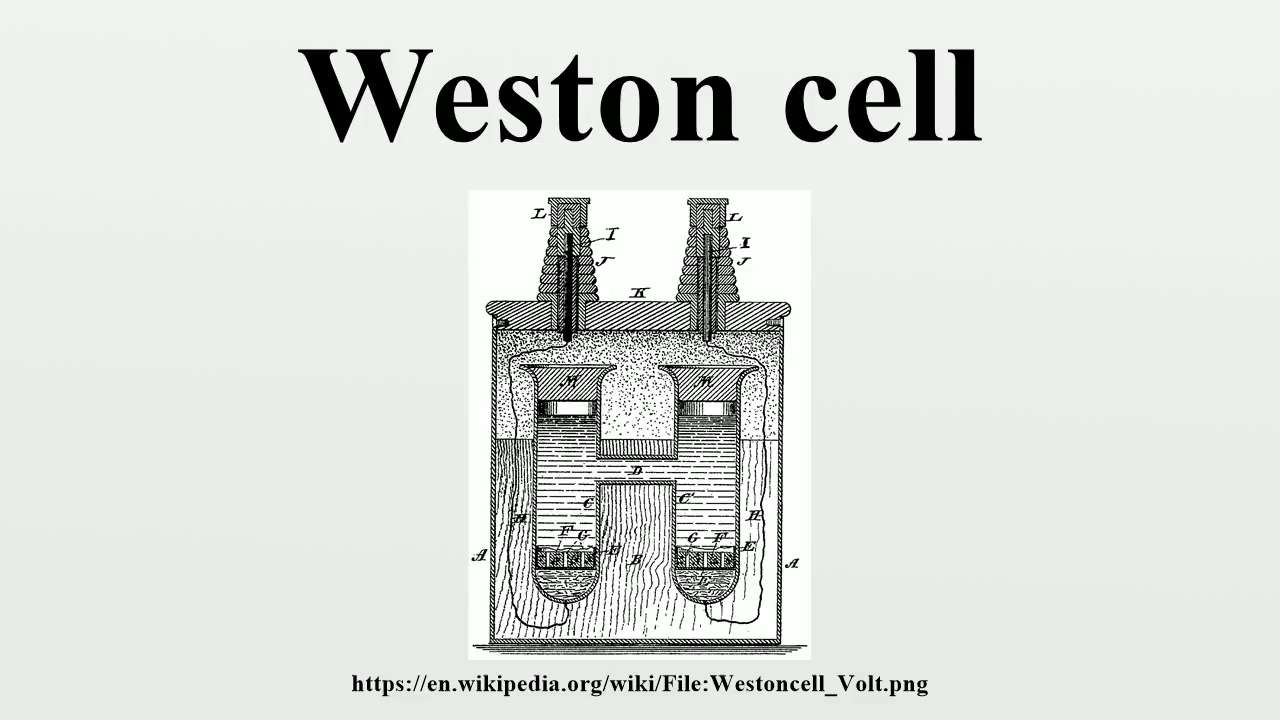 Weston cell
L L
I I
J J
K
M M
D
C C'
H H
F G G F
E E
A B A
https://en.wikipedia.org/wiki/File:Westoncell_Volt.png